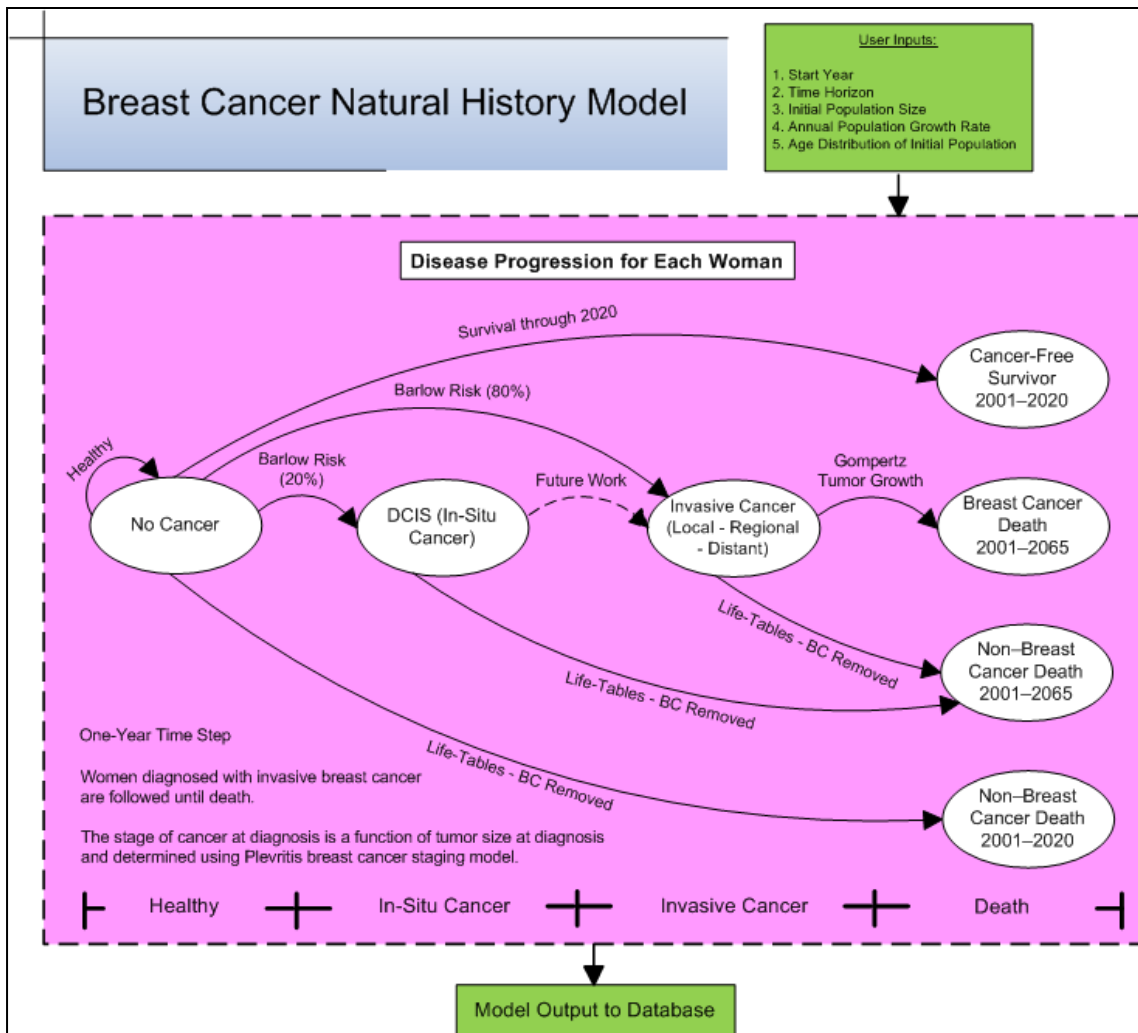 Breast Cancer Natural History Model
User Inputs:
1. Start Year
2. Time Horizon
3. Initial Population Size
4. Annual Population Growth Rate
5. Age Distribution of Initial Population
Disease Progression for Each Woman
Survival through 2020
Cancer-Free
Survivor
2001–2020
Barlow Risk (80%)
Healthy
Barlow Risk
(20%)
Future Work
Gompertz
Tumor Growth
No Cancer
DCIS (In-Situ
Cancer)
Invasive Cancer
(Local - Regional
- Distant)
Breast Cancer
Death
2001–2065
Life-Tables - BC Removed
Non–Breast
Cancer Death
2001–2065
Life-Tables - BC Removed
Life-Tables - BC Removed
Non–Breast
Cancer Death
2001–2020
One-Year Time Step
Women diagnosed with invasive breast cancer
are followed until death.
The stage of cancer at diagnosis is a function of tumor size at diagnosis
and determined using Plevritis breast cancer staging model.
Healthy
In-Situ Cancer
Invasive Cancer
Death
Model Output to Database